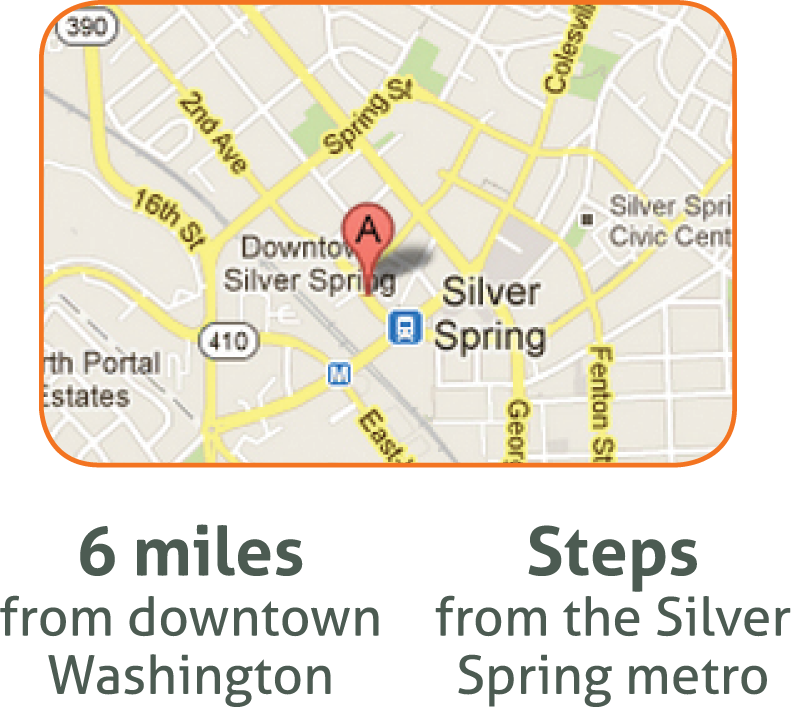 390
Colesvil
2nd Ave
Spring St
16th St
A
Silver Spri
Civic Cent
Downtow
Silver Spring
Silver
Spring
410
M
rth Portal
Estates
East-
Georg
Fenton St
6 miles
from downtown
Washington
Steps
from the Silver
Spring metro